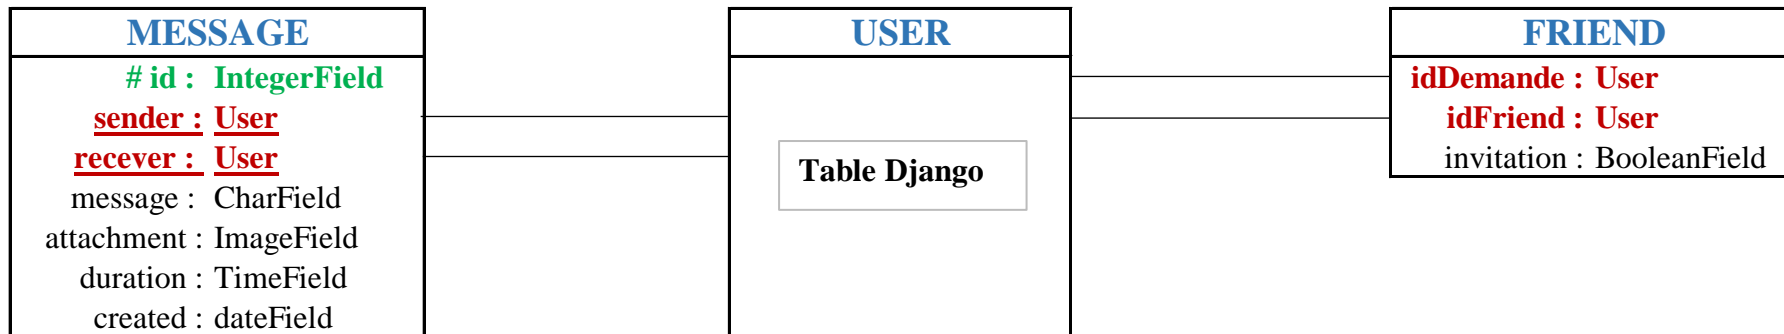 MESSAGE
# id : IntegerField
sender : User
recever : User
message : CharField
attachment : ImageField
duration : TimeField
created : dateField
USER
Table Django
FRIEND
idDemande : User
idFriend : User
invitation : BooleanField